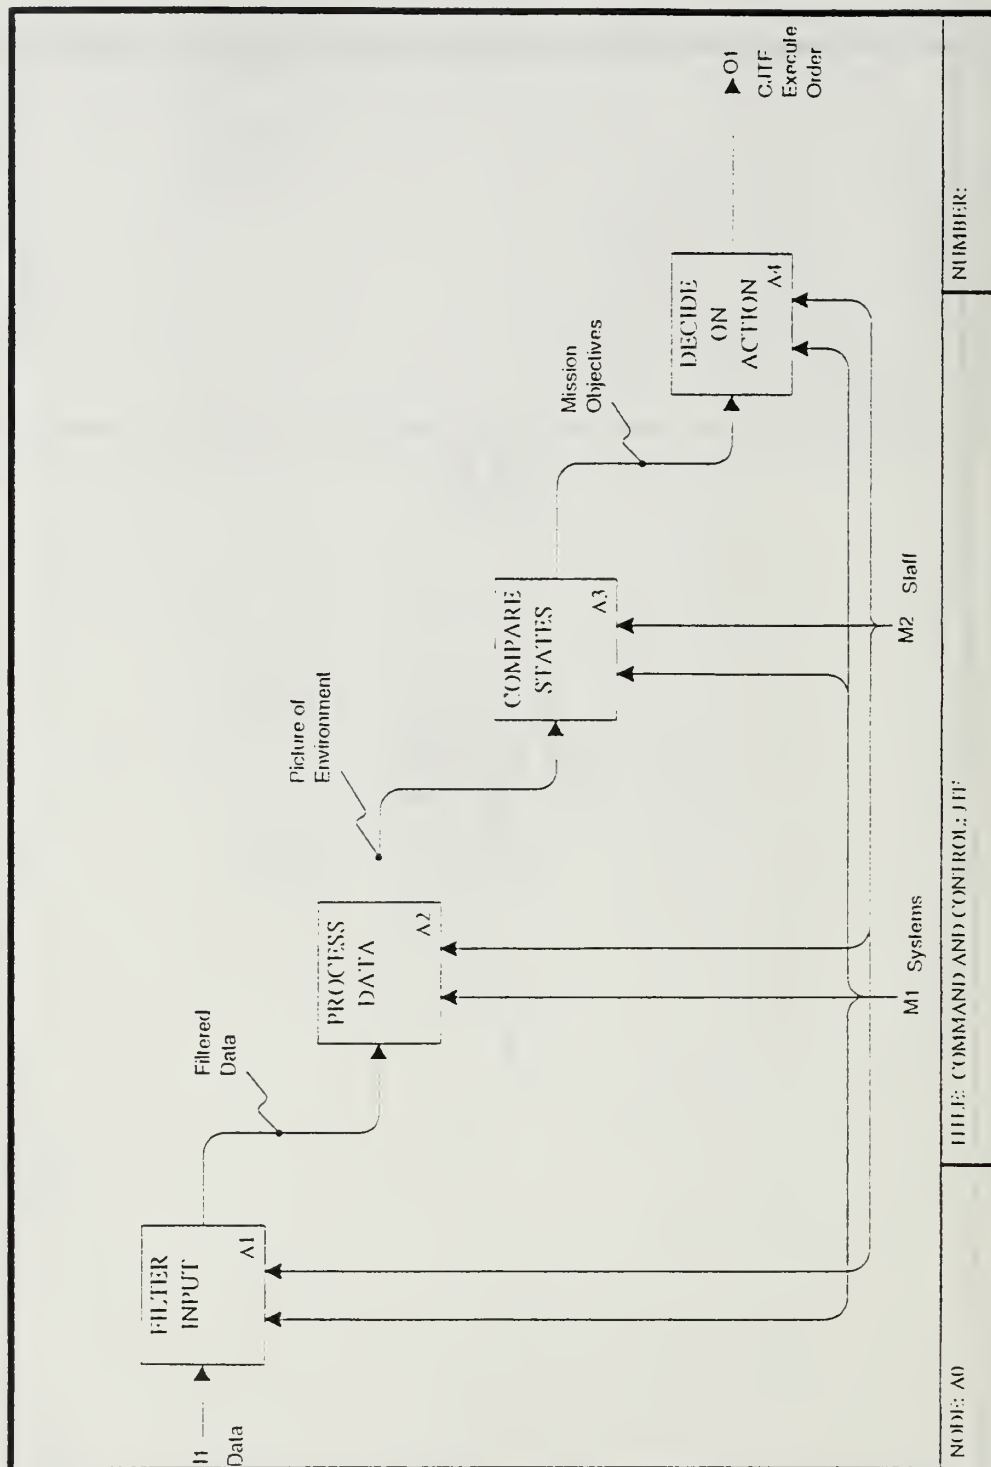 I1
Data
FILTER
INPUT
A1
Filtered
Data
PROCESS
DATA
A2
Picture of
Environment
COMPARE
STATES
A3
Mission
Objectives
DECIDE
ON
ACTION
A4
O1
CJTF
Execute
Order
M1 Systems
M2 Staff
NODE: A0
TITLE: COMMAND AND CONTROL: JTF
NUMBER: